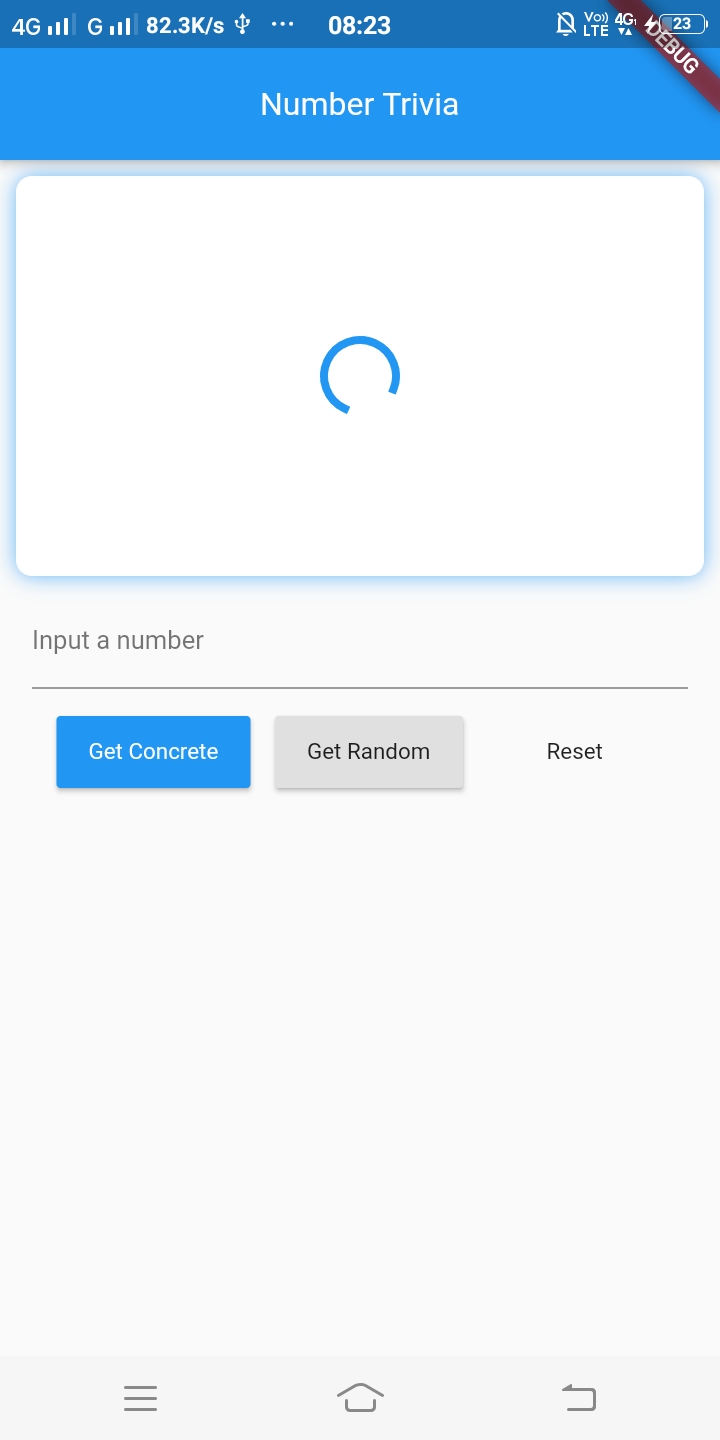 4G G 82.3K/s ... 08:23 Vo)) LTE 4G 23
DEBUG
Number Trivia
Input a number
Get Concrete Get Random Reset